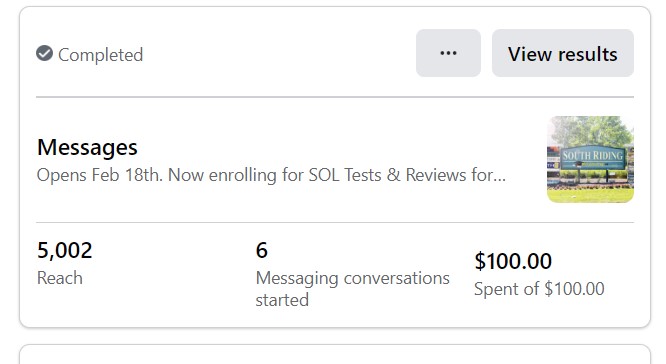 Completed
...
View results
Messages
Opens Feb 18th. Now enrolling for SOL Tests & Reviews for...
SOUTH RIDING
5,002
Reach
6
Messaging conversations
started
$100.00
Spent of $100.00